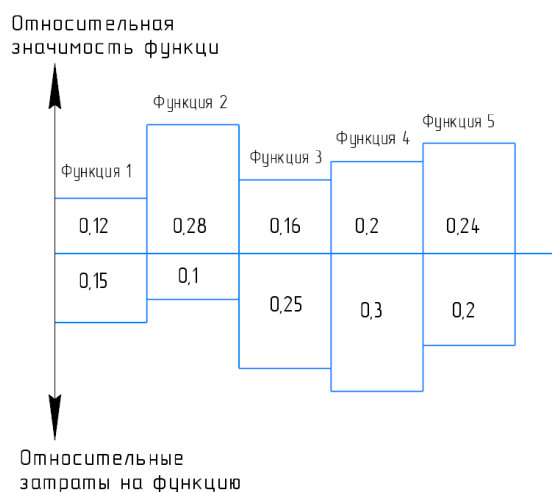 Относительная
значимость функци
Функция 1
Функция 2
Функция 3
Функция 4
Функция 5
0,12
0,28
0,16
0,2
0,24
0,15
0,1
0,25
0,3
0,2
Относительные
затраты на функцию